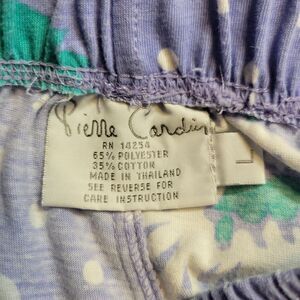 Pierre Cardin
RN 14254
65% POLYESTER
35% COTTON
MADE IN THAILAND
SEE REVERSE FOR
CARE INSTRUCTION
L